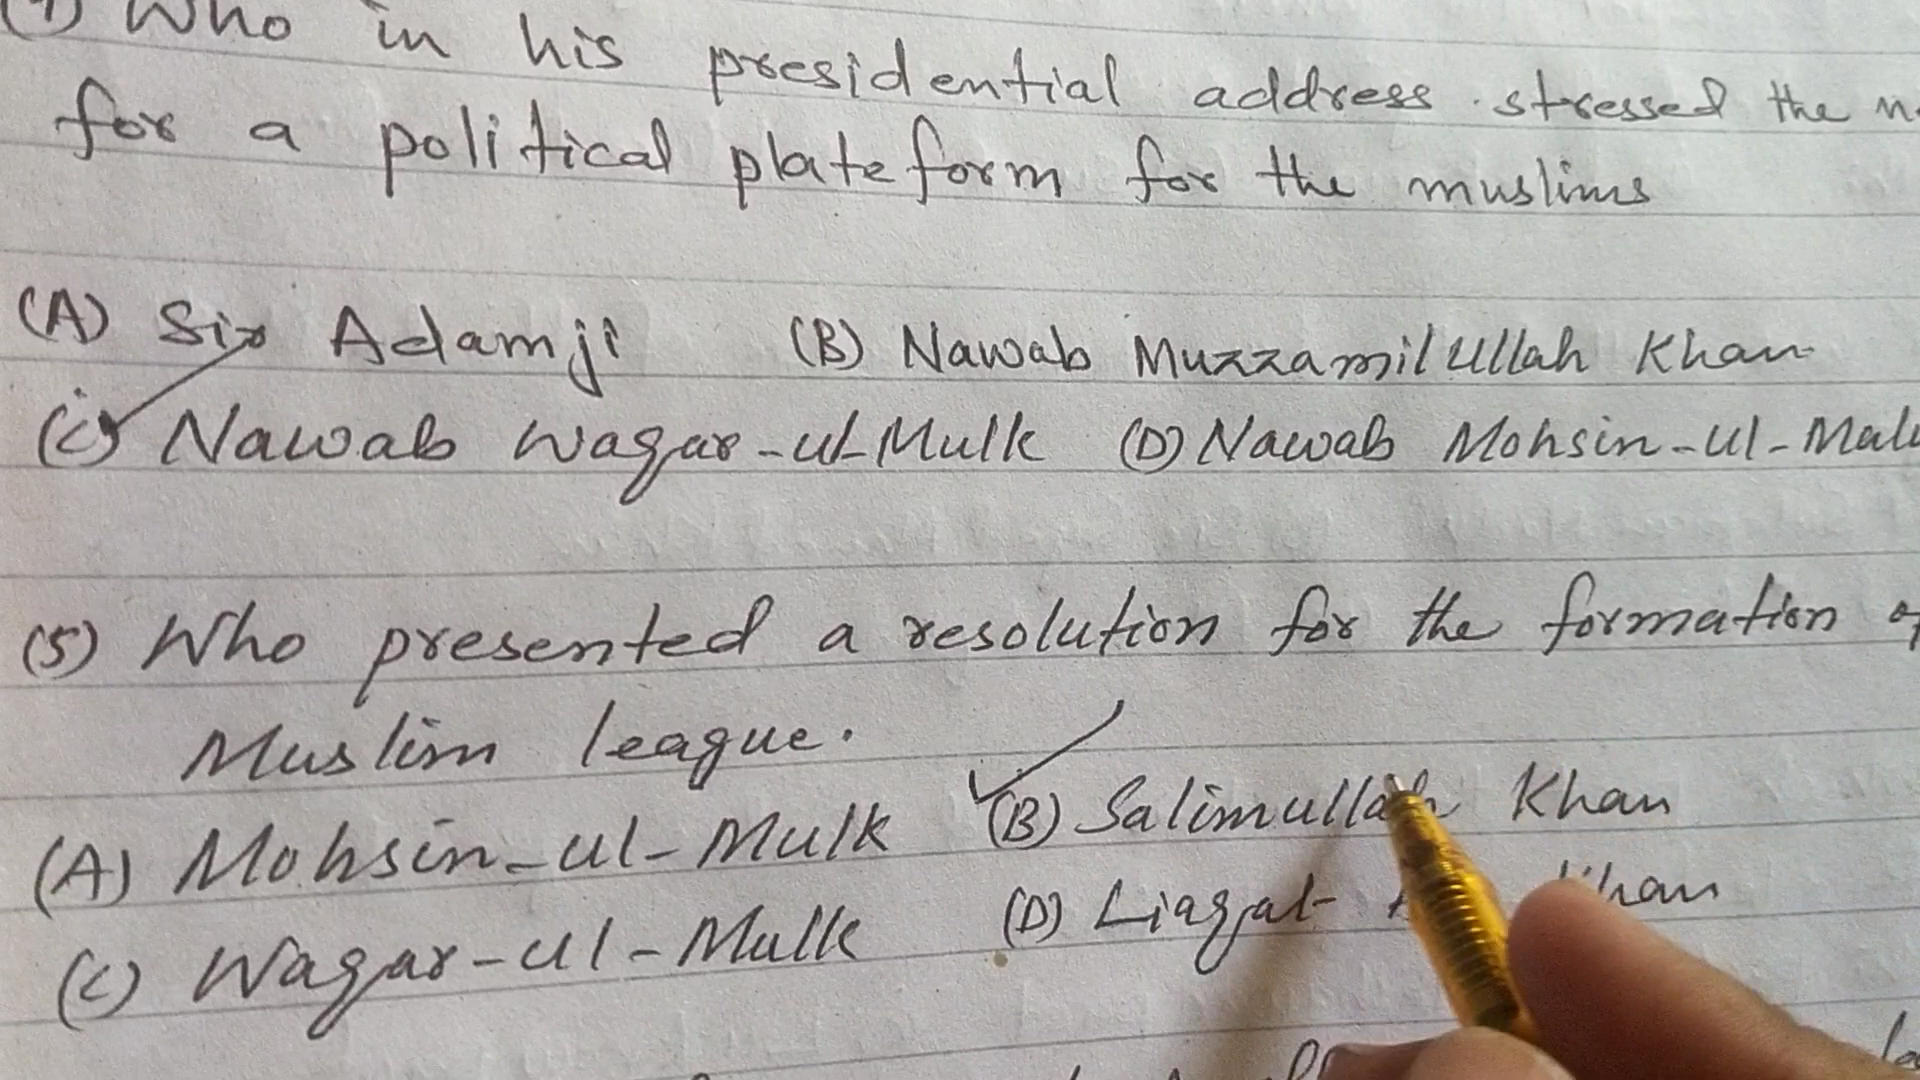 Who in his presidential address stressed the
for a political plateform for the muslims
(A) Sir Adamji (B) Nawab Muzzamilullah Khan
(C) Nawab Waqar-ul-Mulk (D) Nawab Mohsin-ul-
(5) Who presented a resolution for the formation
Muslim league.
(A) Mohsin-ul-Mulk (B) Salimullah Khan
(C) Waqar-ul-Mulk (D) Liaqat Khan